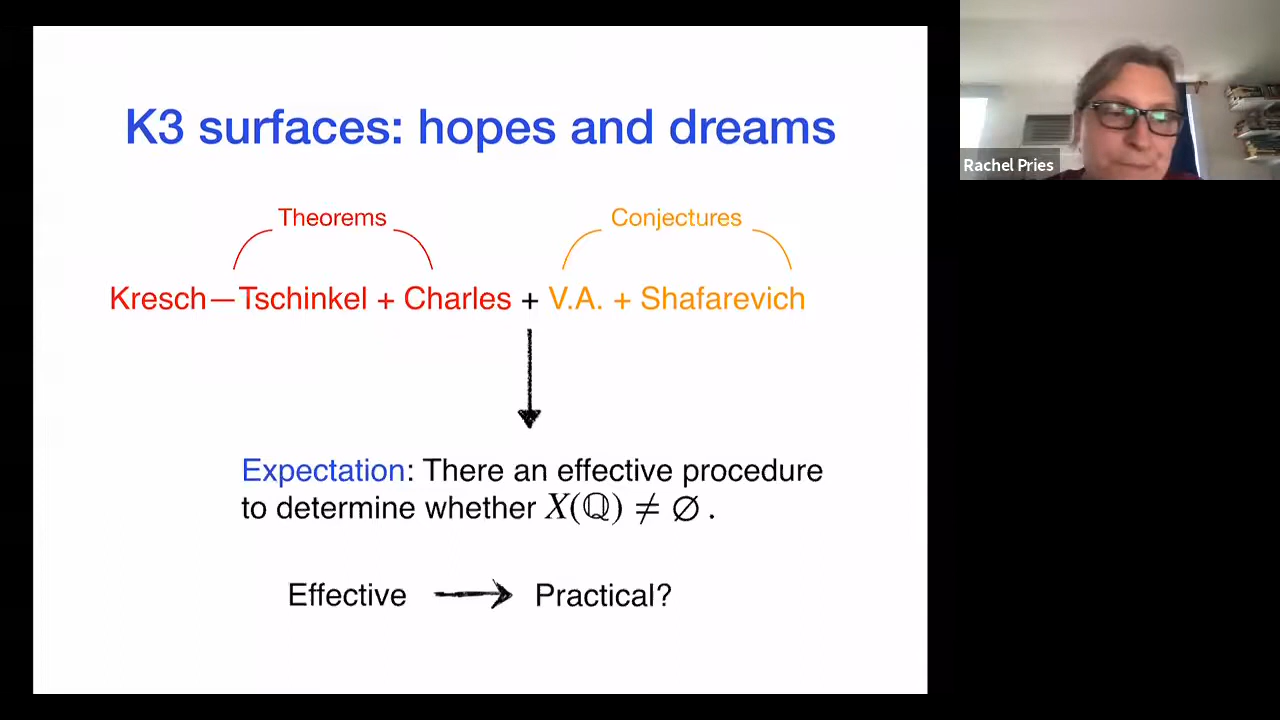 K3 surfaces: hopes and dreams
Theorems
Conjectures
Kresch—Tschinkel + Charles + V.A. + Shafarevich
Expectation: There an effective procedure
to determine whether X(ℚ) ≠ ∅ .
Effective → Practical?
Rachel Pries